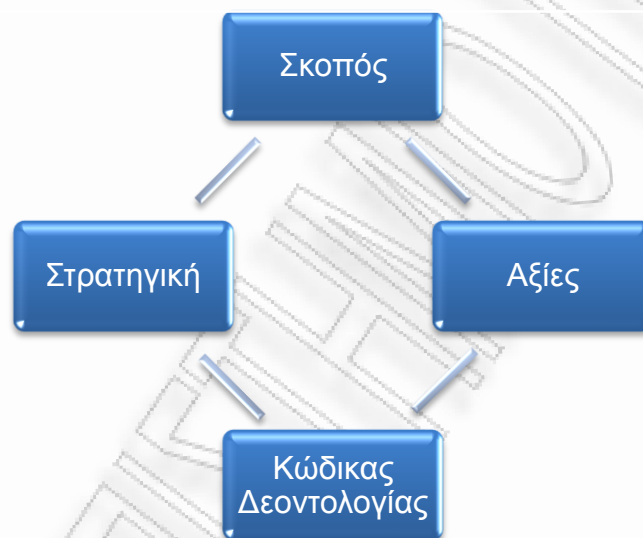 Σκοπός
Στρατηγική
Αξίες
Κώδικας
Δεοντολογίας